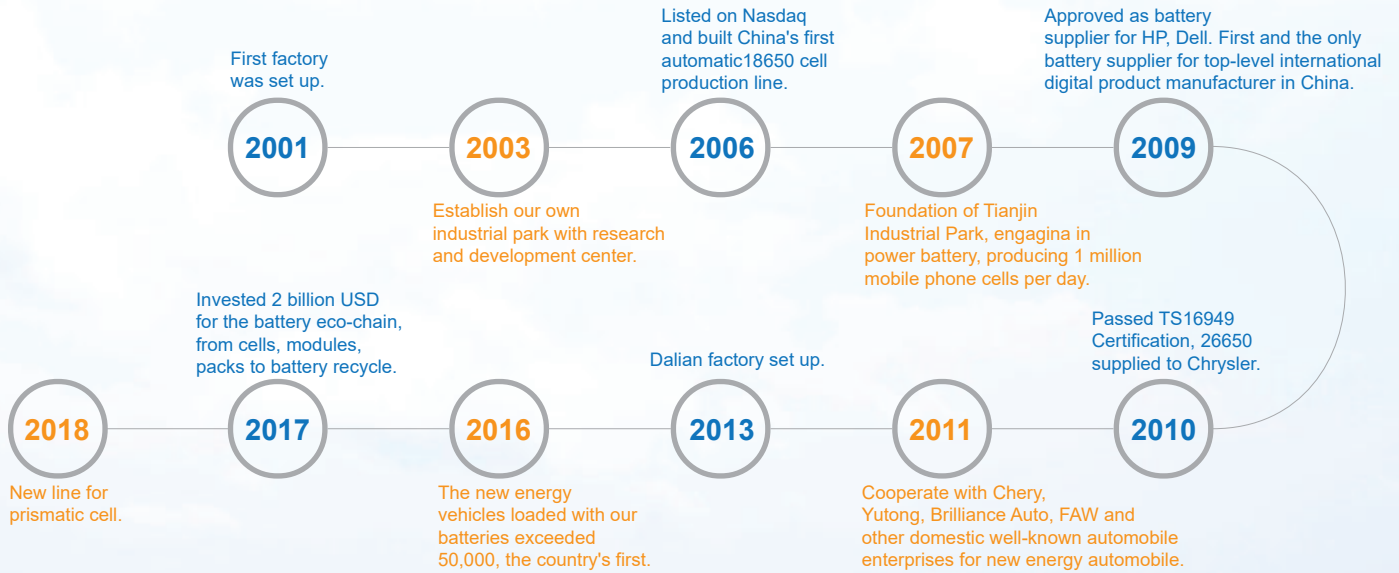 First factory
was set up.
2001
2003
Establish our own
industrial park with research
and development center.
Listed on Nasdaq
and built China's first
automatic18650 cell
production line.
2006
2007
Foundation of Tianjin
Industrial Park, engagina in
power battery, producing 1 million
mobile phone cells per day.
Approved as battery
supplier for HP, Dell. First and the only
battery supplier for top-level international
digital product manufacturer in China.
2009
Passed TS16949
Certification, 26650
supplied to Chrysler.
2010
2011
Cooperate with Chery,
Yutong, Brilliance Auto, FAW and
other domestic well-known automobile
enterprises for new energy automobile.
Dalian factory set up.
2013
2016
The new energy
vehicles loaded with our
batteries exceeded
50,000, the country's first.
Invested 2 billion USD
for the battery eco-chain,
from cells, modules,
packs to battery recycle.
2017
2018
New line for
prismatic cell.